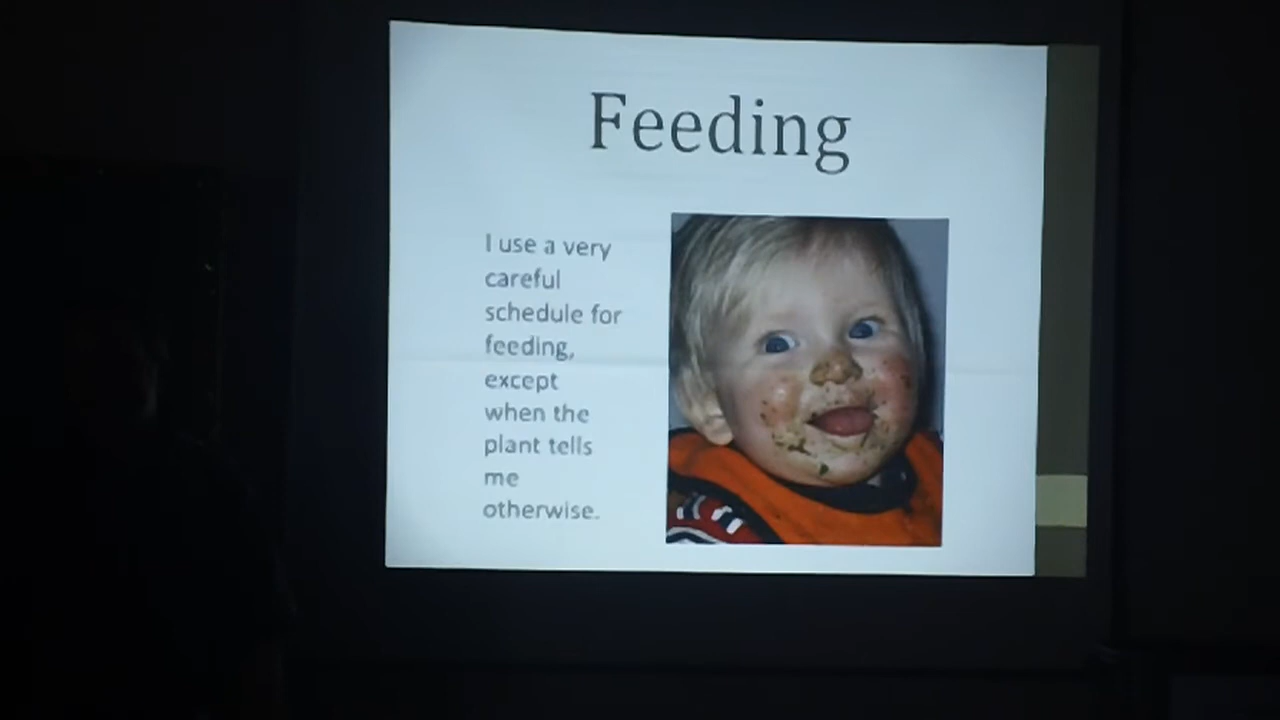 Feeding
I use a very
careful
schedule for
feeding,
except
when the
plant tells
me
otherwise.